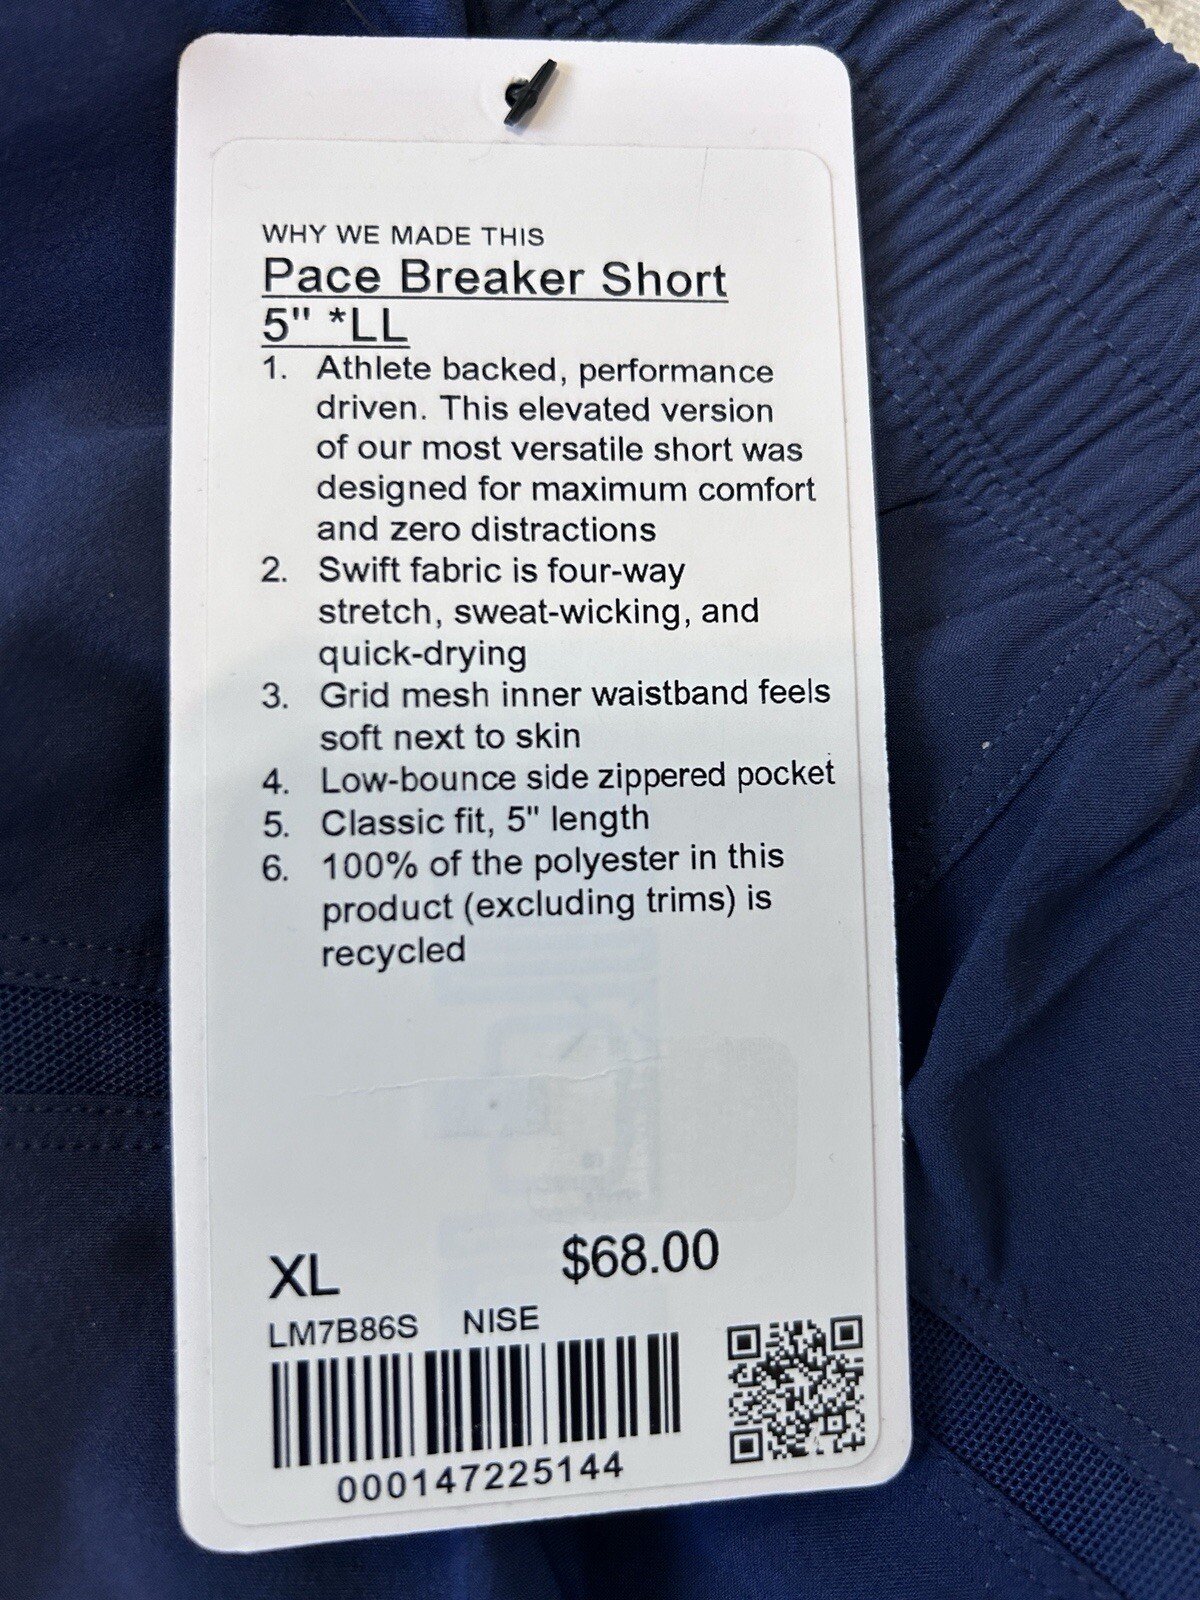 WHY WE MADE THIS
Pace Breaker Short
5" *LL
1. Athlete backed, performance
driven. This elevated version
of our most versatile short was
designed for maximum comfort
and zero distractions
2. Swift fabric is four-way
stretch, sweat-wicking, and
quick-drying
3. Grid mesh inner waistband feels
soft next to skin
4. Low-bounce side zippered pocket
5. Classic fit, 5" length
6. 100% of the polyester in this
product (excluding trims) is
recycled
XL $68.00
LM7B86S NISE
000147225144